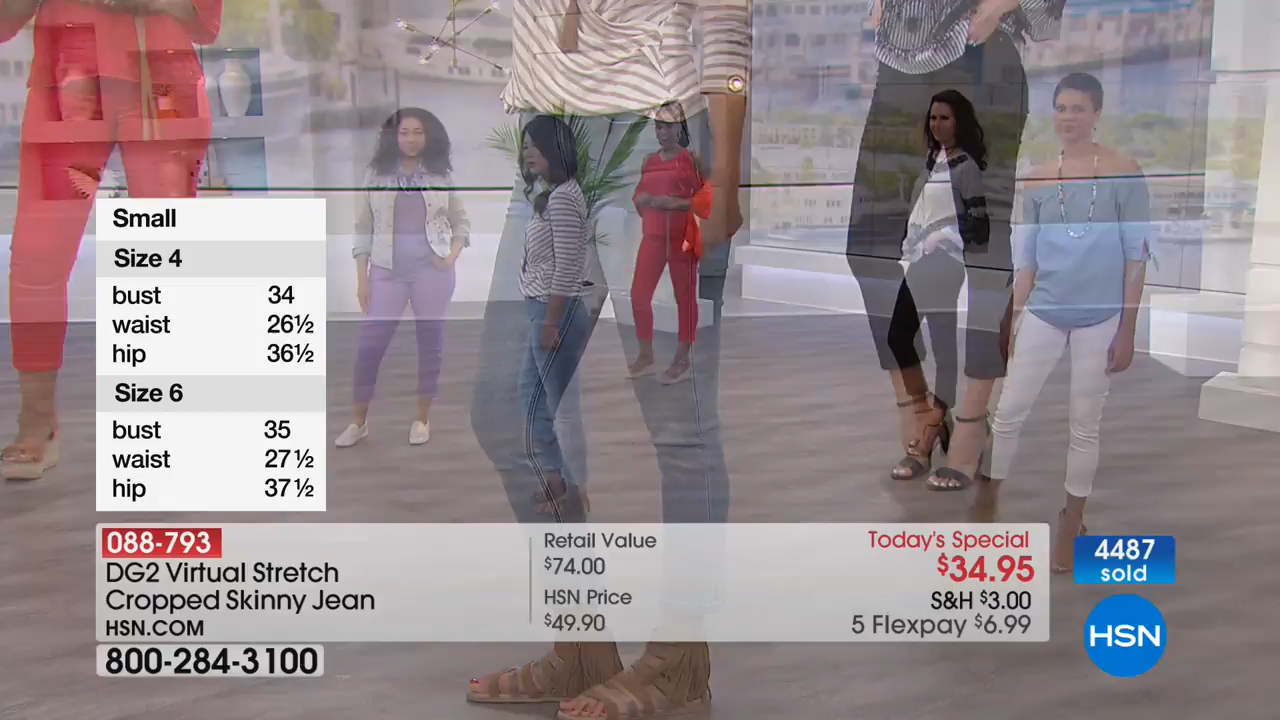 Small
Size 4
bust 34
waist 26½
hip 36½
Size 6
bust 35
waist 27½
hip 37½
088-793
DG2 Virtual Stretch
Cropped Skinny Jean
HSN.COM
800-284-3100
Retail Value
$74.00
HSN Price
$49.90
Today's Special
$34.95
S&H $3.00
5 Flexpay $6.99
4487
sold
HSN